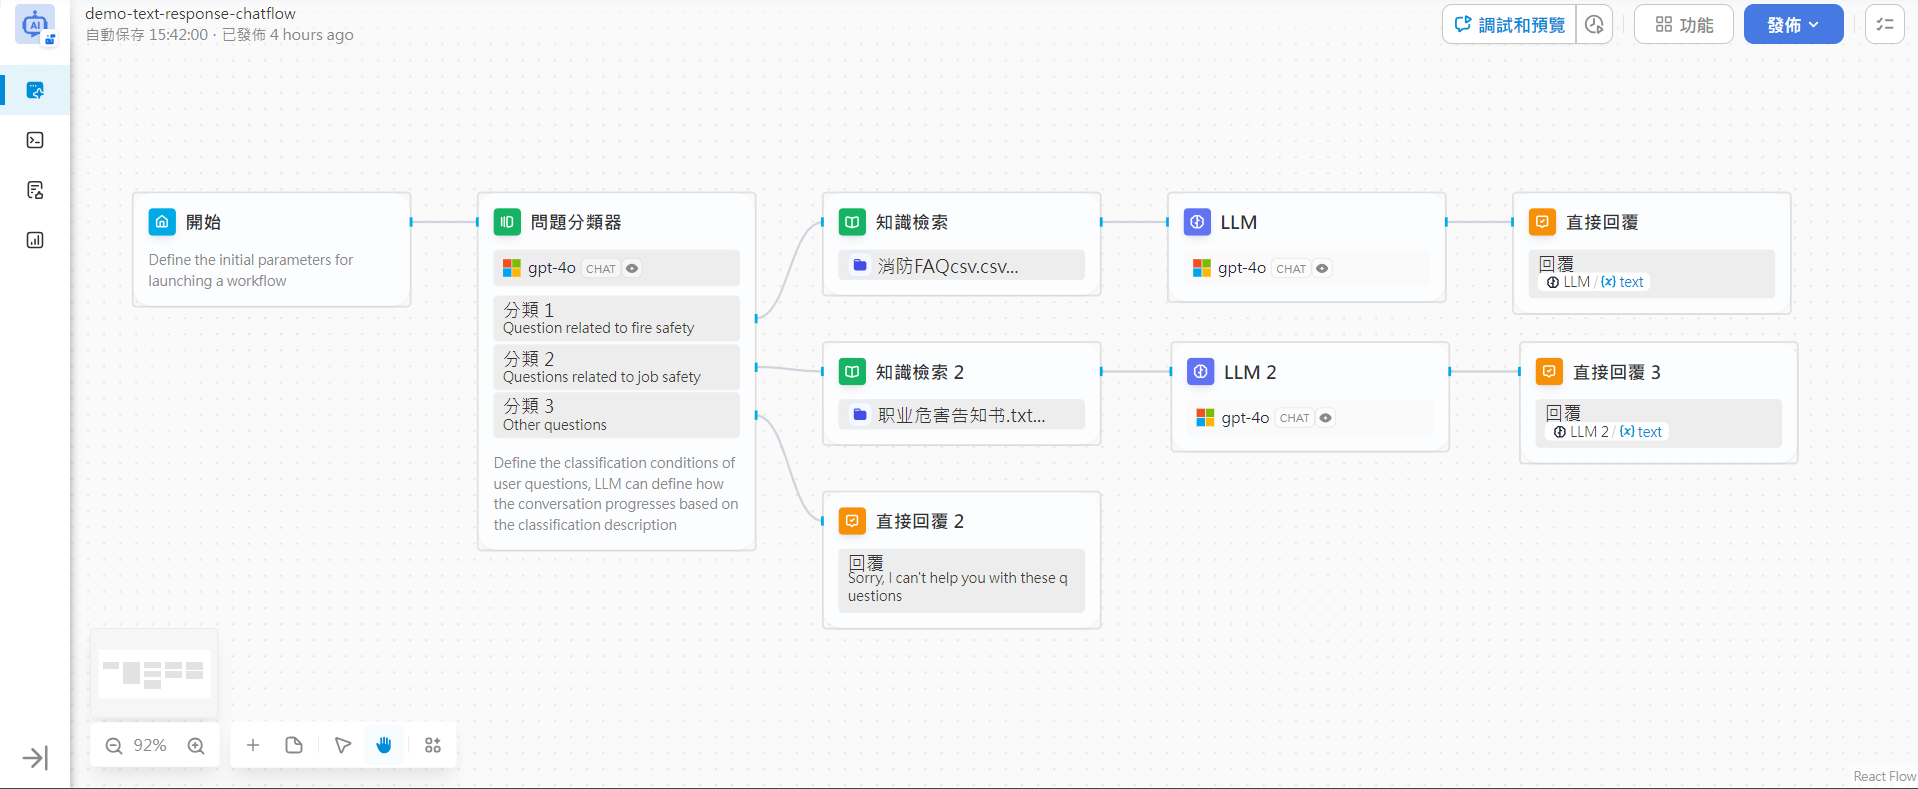 demo-text-response-chatflow
自動保存 15:42:00 · 已發佈 4 hours ago
調試和預覽
功能
發佈
開始
Define the initial parameters for
launching a workflow
問題分類器
gpt-4o CHAT
分類 1
Question related to fire safety
分類 2
Questions related to job safety
分類 3
Other questions
Define the classification conditions of
user questions, LLM can define how
the conversation progresses based on
the classification description
知識檢索
消防FAQcsv.csv...
LLM
gpt-4o CHAT
直接回覆
回覆
LLM / {x} text
知識檢索 2
职业危害告知书.txt...
LLM 2
gpt-4o CHAT
直接回覆 3
回覆
LLM 2 / {x} text
直接回覆 2
回覆
Sorry, I can't help you with these q
uestions
92%
React Flow